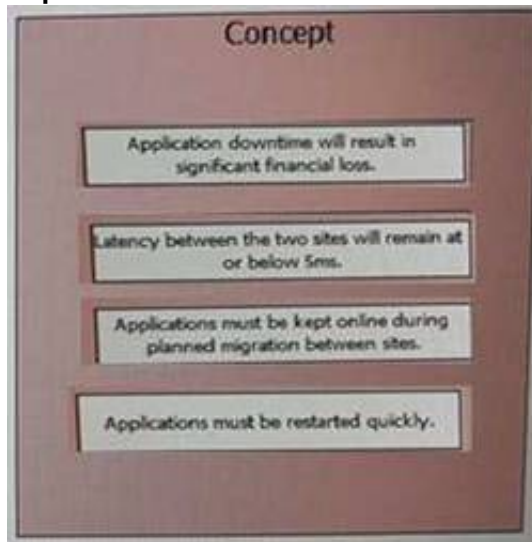 Concept
Application downtime will result in
significant financial loss.
Latency between the two sites will remain at
or below 5ms.
Applications must be kept online during
planned migration between sites.
Applications must be restarted quickly.